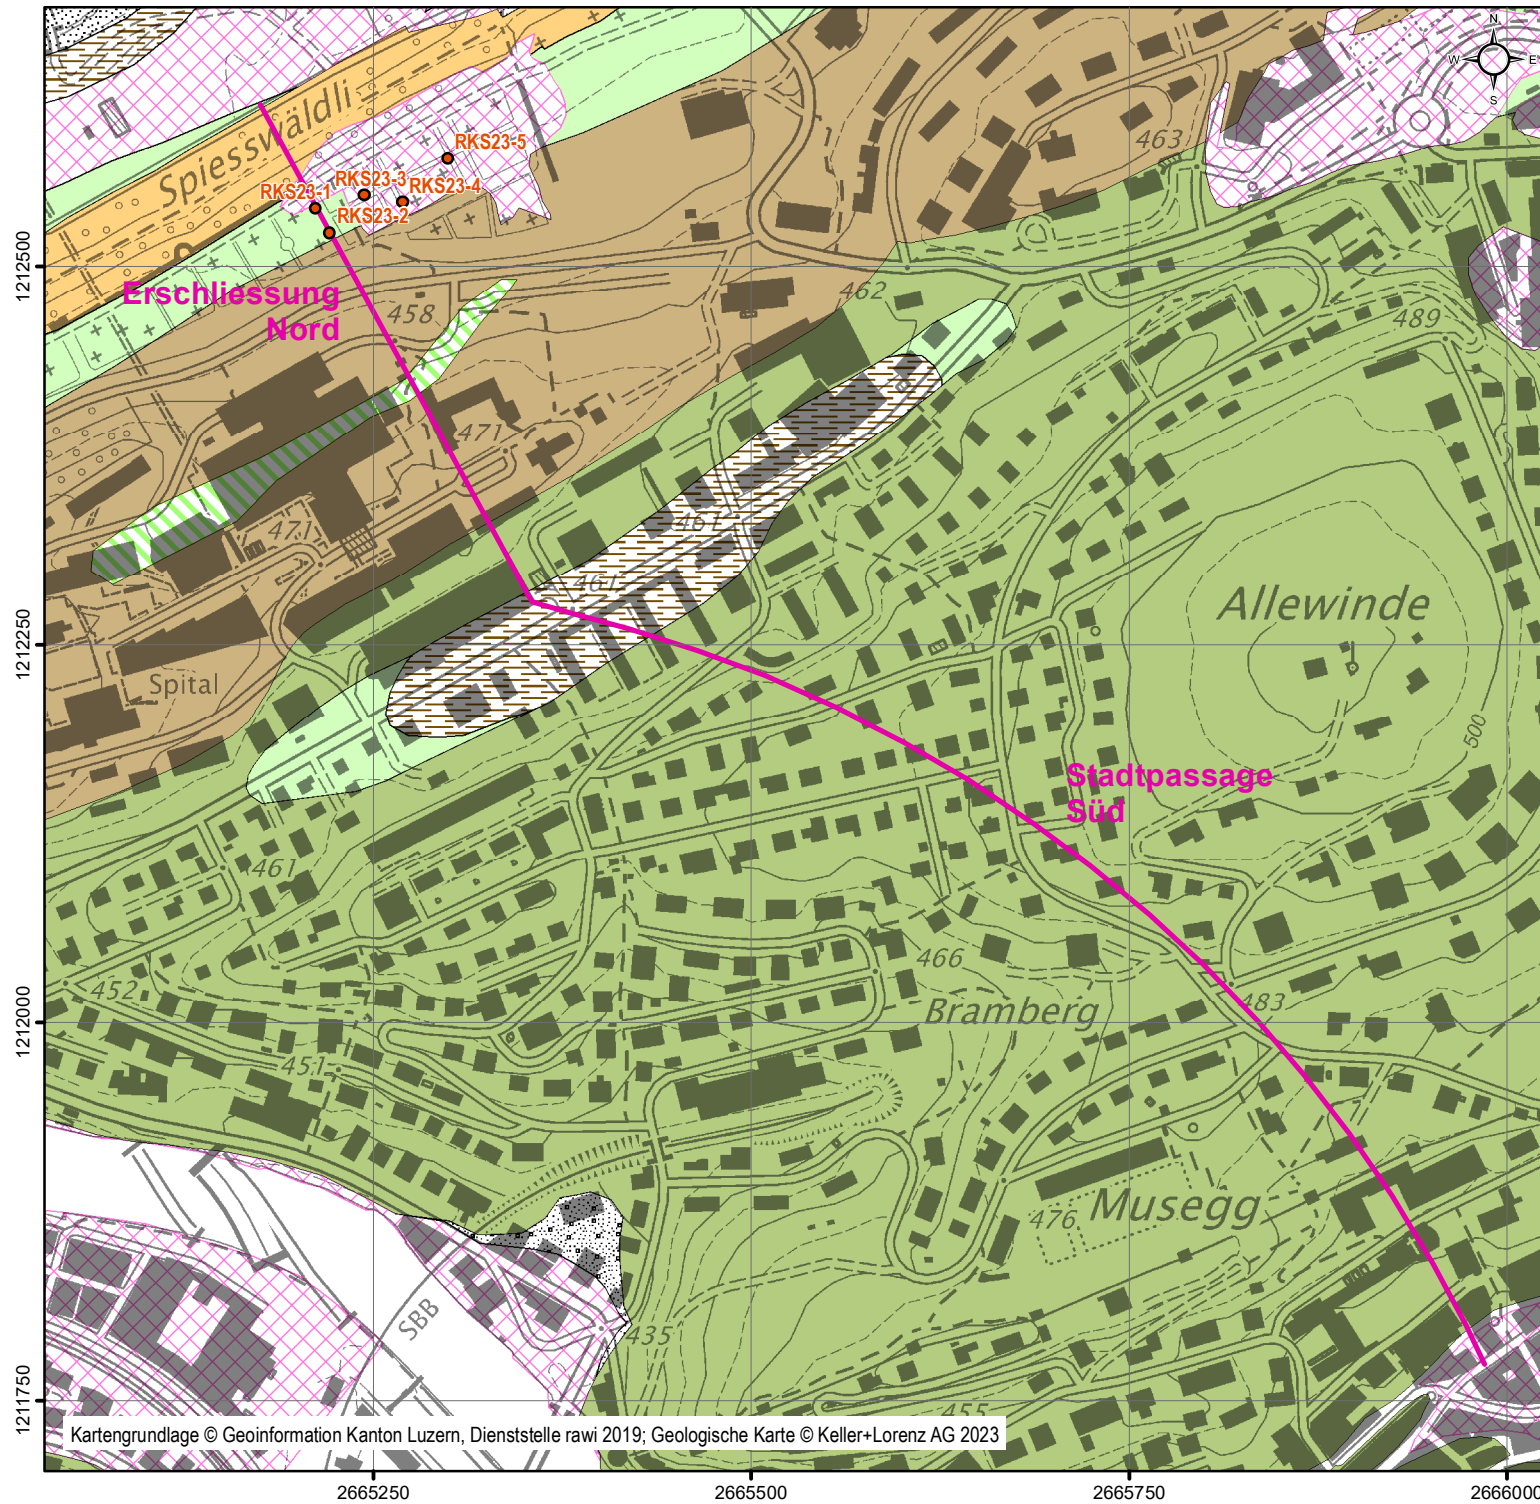 N
W E
S
Spiesswäldli
463
RKS23-5
RKS23-3
RKS23-1
RKS23-4
RKS23-2
1212500
Erschliessung
Nord
458
462
489
471
461
471
461
Allewinde
1212250
Spital
500
Stadtpassage
Süd
461
466
452
Bramberg
483
1212000
451
Musegg
476
SBB
435
1211750
455
Kartengrundlage © Geoinformation Kanton Luzern, Dienststelle rawi 2019; Geologische Karte © Keller+Lorenz AG 2023
2665250
2665500
2665750
2666000